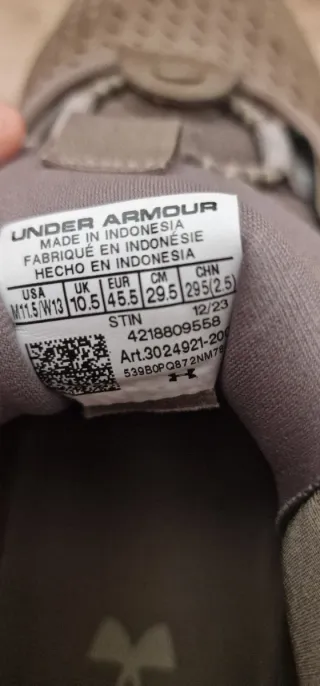 UNDER ARMOUR
MADE IN INDONESIA
FABRIQUÉ EN INDONÉSIE
HECHO EN INDONESIA
USA UK EUR CM CHN
M11.5/W13 10.5 45.5 29.5 295(2.5)
12/23
STIN
4218809558
Art.3024921-200
539B0PQ872NM79